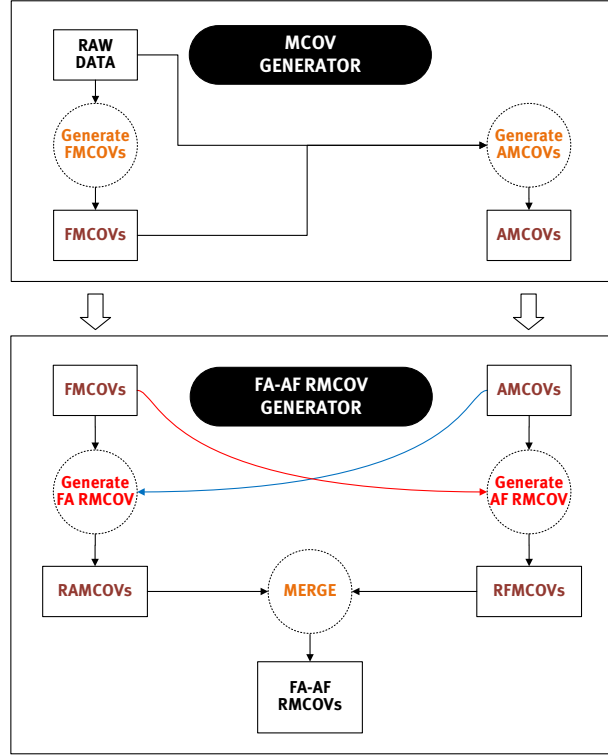 RAW
DATA
MCOV
GENERATOR
Generate
FMCOVs
Generate
AMCOVs
FMCOVs
AMCOVs
FMCOVs
FA-AF RMCOV
GENERATOR
AMCOVs
Generate
FA RMCOV
Generate
AF RMCOV
RAMCOVs
MERGE
RFMCOVs
FA-AF
RMCOVs